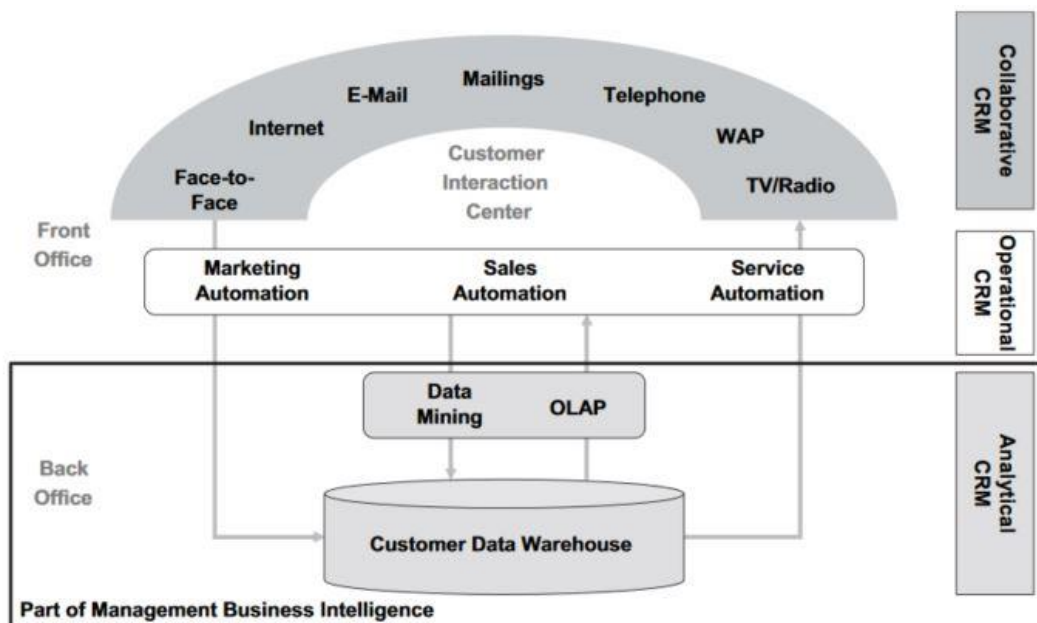 Mailings
E-Mail
Telephone
Internet
WAP
Customer
Interaction
Center
Face-to-
Face
TV/Radio
Collaborative
CRM
Front
Office
Marketing
Automation
Sales
Automation
Service
Automation
Operational
CRM
Data
Mining
OLAP
Back
Office
Customer Data Warehouse
Analytical
CRM
Part of Management Business Intelligence